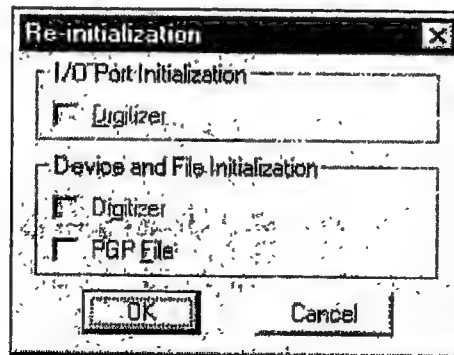 Re-initialization
I/O Port Initialization
Digitizer
Device and File Initialization
Digitizer
PGP File
OK
Cancel